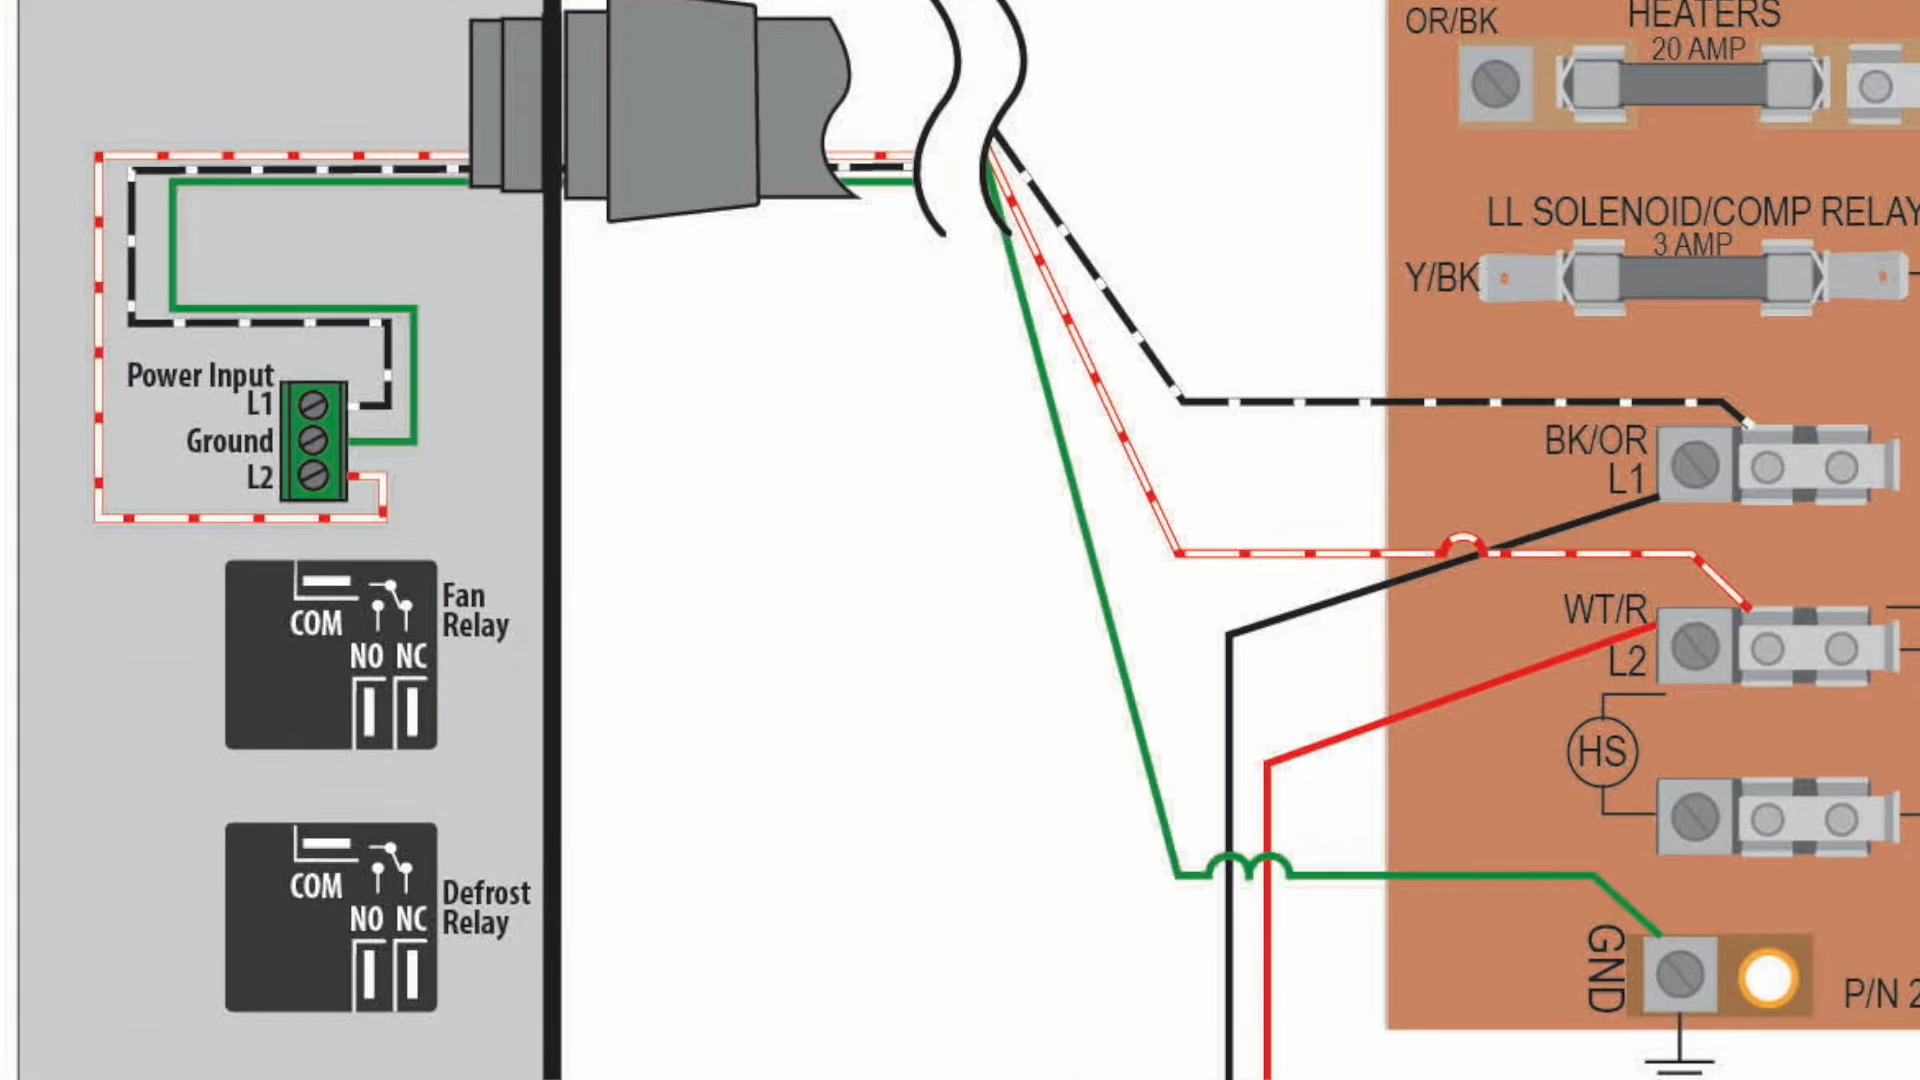 OR/BK
HEATERS
20 AMP
LL SOLENOID/COMP RELAY
3 AMP
Y/BK
Power Input
L1
Ground
L2
BK/OR
L1
WT/R
L2
HS
COM
NO NC
Fan
Relay
COM
NO NC
Defrost
Relay
GND
P/N 2